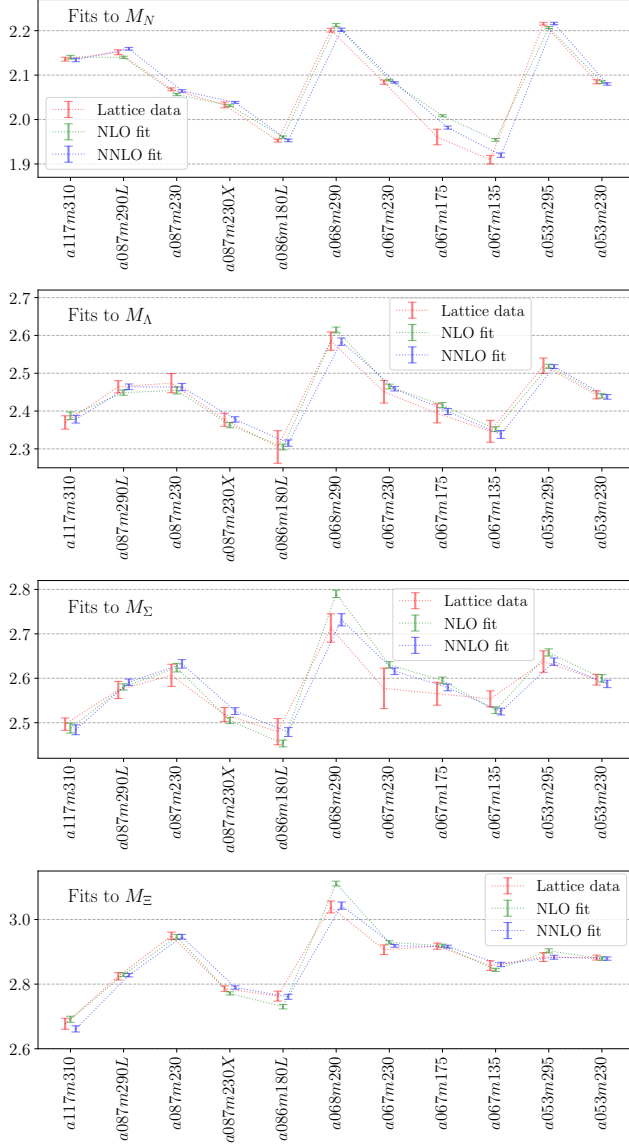 Fits to M_N
2.2
2.1
2.0
1.9
Lattice data
NLO fit
NNLO fit
a117m310
a087m290L
a087m230
a087m230X
a086m180L
a068m290
a067m230
a067m175
a067m135
a053m295
a053m230
Fits to M_Λ
2.7
2.6
2.5
2.4
2.3
Lattice data
NLO fit
NNLO fit
a117m310
a087m290L
a087m230
a087m230X
a086m180L
a068m290
a067m230
a067m175
a067m135
a053m295
a053m230
Fits to M_Σ
2.8
2.7
2.6
2.5
Lattice data
NLO fit
NNLO fit
a117m310
a087m290L
a087m230
a087m230X
a086m180L
a068m290
a067m230
a067m175
a067m135
a053m295
a053m230
Fits to M_Ξ
3.0
2.8
2.6
Lattice data
NLO fit
NNLO fit
a117m310
a087m290L
a087m230
a087m230X
a086m180L
a068m290
a067m230
a067m175
a067m135
a053m295
a053m230